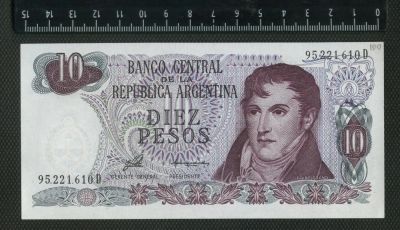 15 14 13 12 11 10 9 8 7 6 5 4 3 2 1 0
100
10
BANCO CENTRAL
DE LA
REPUBLICA ARGENTINA
95.221.610 D
DIEZ
PESOS
95.221.610 D
GERENTE GENERAL
PRESIDENTE
10